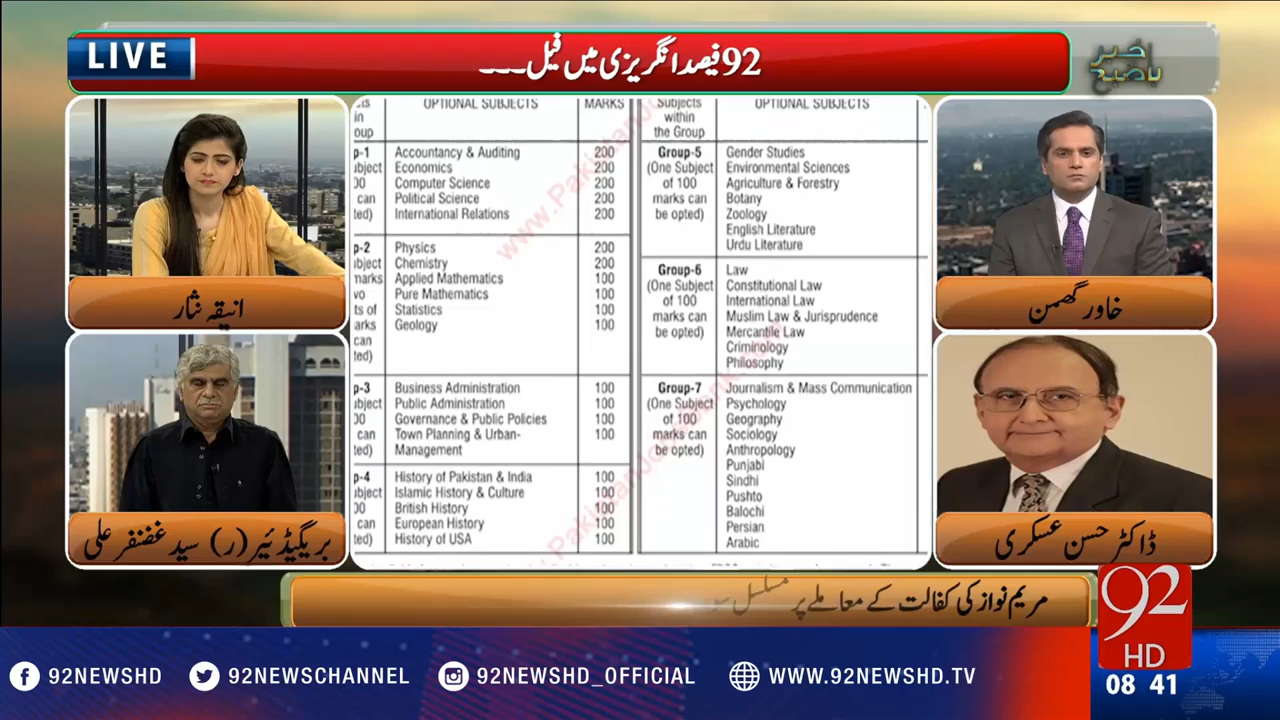 LIVE
92 فیصد انگریزی میں فیل ۔۔۔
اخبر
باصبح
OPTIONAL SUBJECTS MARKS
Accountancy & Auditing 200
Economics 200
Computer Science 200
Political Science 200
International Relations 200
Physics 200
Chemistry 200
Applied Mathematics 100
Pure Mathematics 100
Statistics 100
Geology 100
Business Administration 100
Public Administration 100
Governance & Public Policies 100
Town Planning & Urban- 100
Management
History of Pakistan & India 100
Islamic History & Culture 100
British History 100
European History 100
History of USA 100
Subjects
within
the Group
OPTIONAL SUBJECTS
Group-5 Gender Studies
(One Subject Environmental Sciences
of 100 Agriculture & Forestry
marks can Botany
be opted) Zoology
English Literature
Urdu Literature
Group-6 Law
(One Subject Constitutional Law
of 100 International Law
marks can Muslim Law & Jurisprudence
be opted) Mercantile Law
Criminology
Philosophy
Group-7 Journalism & Mass Communication
(One Subject Psychology
of 100 Geography
marks can Sociology
be opted) Anthropology
Punjabi
Sindhi
Pushto
Balochi
Persian
Arabic
انیقہ نثار
خاور گھمن
بریگیڈئیر (ر) سید غضنفر علی
ڈاکٹر حسن عسکری
مریم نواز کی کفالت کے معاملے پر مسلسل
92
HD
08 41
92NEWSHD 92NEWSCHANNEL 92NEWSHD_OFFICIAL WWW.92NEWSHD.TV